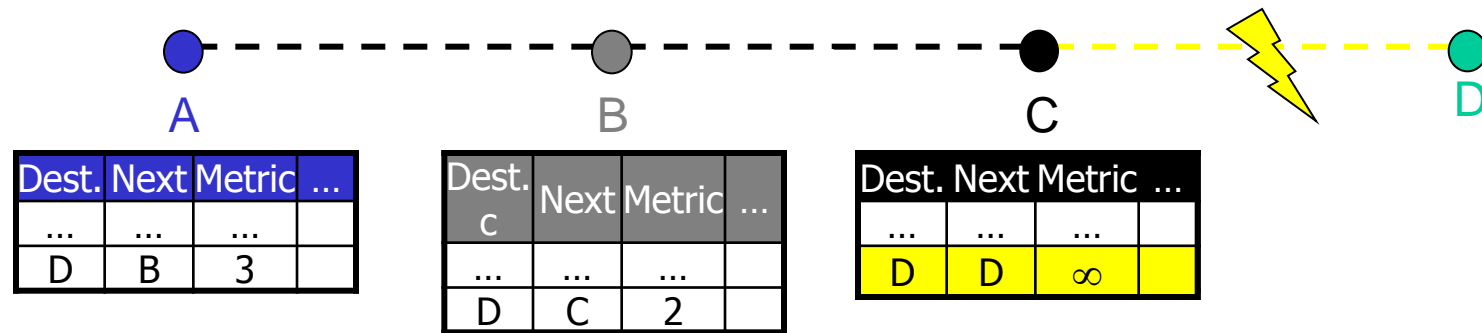 A B C D
Dest. Next Metric ...
... ... ...
D B 3
Dest.
c Next Metric ...
... ... ...
D C 2
Dest. Next Metric ...
... ... ...
D D ∞